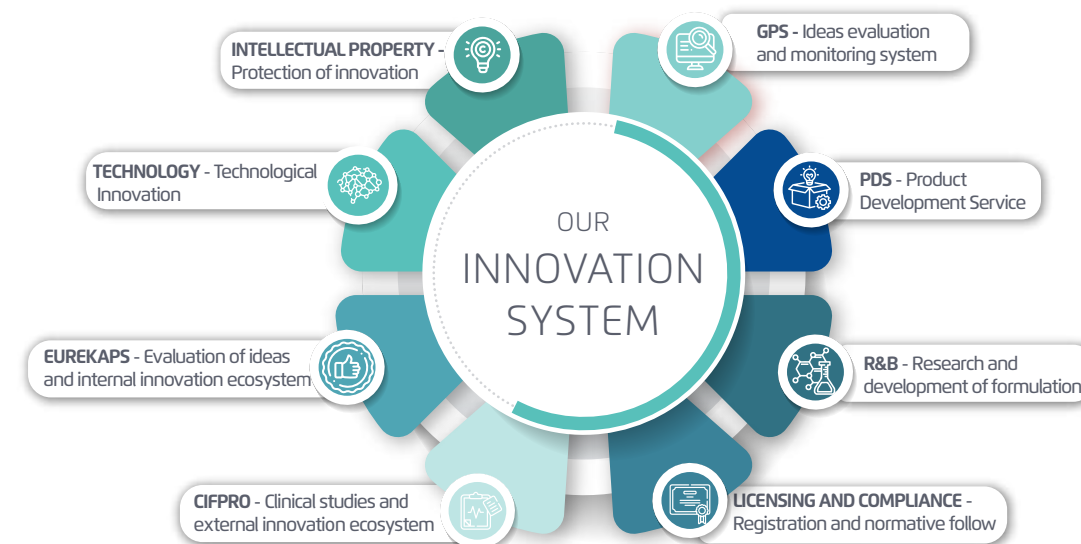 INTELLECTUAL PROPERTY -
Protection of innovation
GPS - Ideas evaluation
and monitoring system
TECHNOLOGY - Technological
Innovation
PDS - Product
Development Service
OUR
INNOVATION
SYSTEM
EUREKAPS - Evaluation of ideas
and internal innovation ecosystem
R&B - Research and
development of formulation
CIFPRO - Clinical studies and
external innovation ecosystem
LICENSING AND COMPLIANCE -
Registration and normative follow